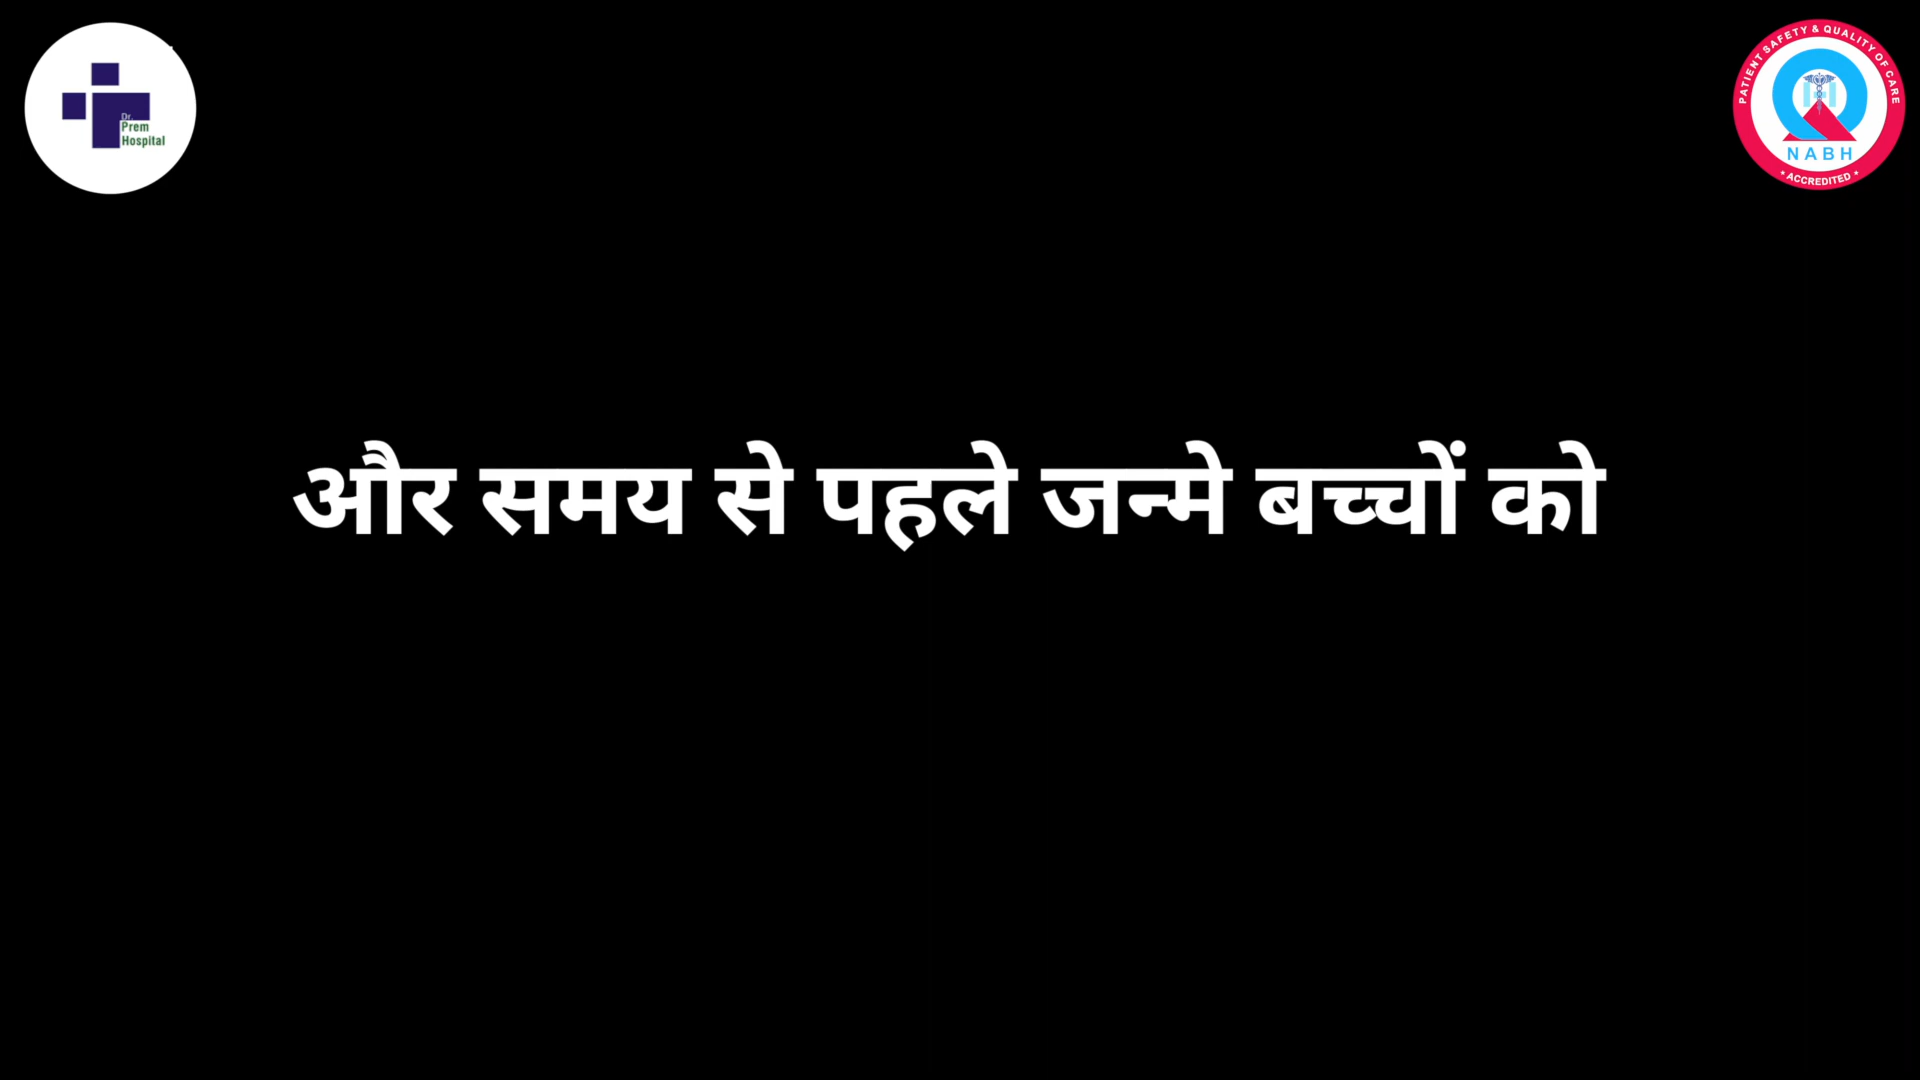 Dr.
Prem
Hospital
PATIENT SAFETY & QUALITY OF CARE
NABH
* ACCREDITED *
और समय से पहले जन्मे बच्चों को